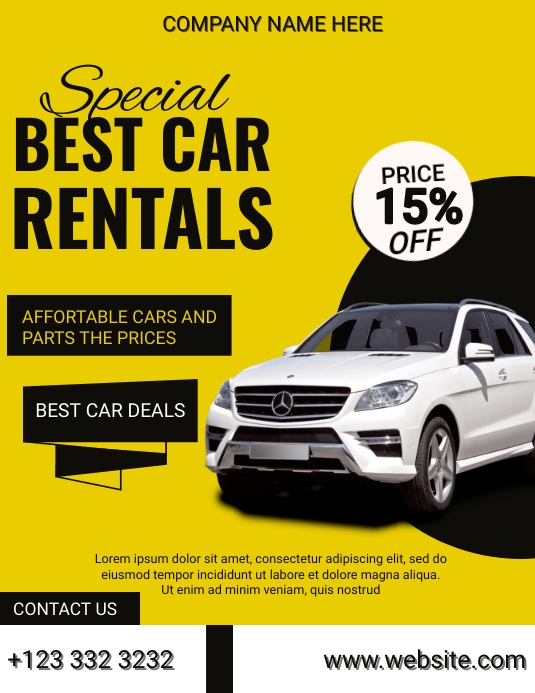 COMPANY NAME HERE
Special
BEST CAR
RENTALS
PRICE
15%
OFF
AFFORTABLE CARS AND
PARTS THE PRICES
BEST CAR DEALS
Lorem ipsum dolor sit amet, consectetur adipiscing elit, sed do
eiusmod tempor incididunt ut labore et dolore magna aliqua.
Ut enim ad minim veniam, quis nostrud
CONTACT US
+123 332 3232
www.website.com